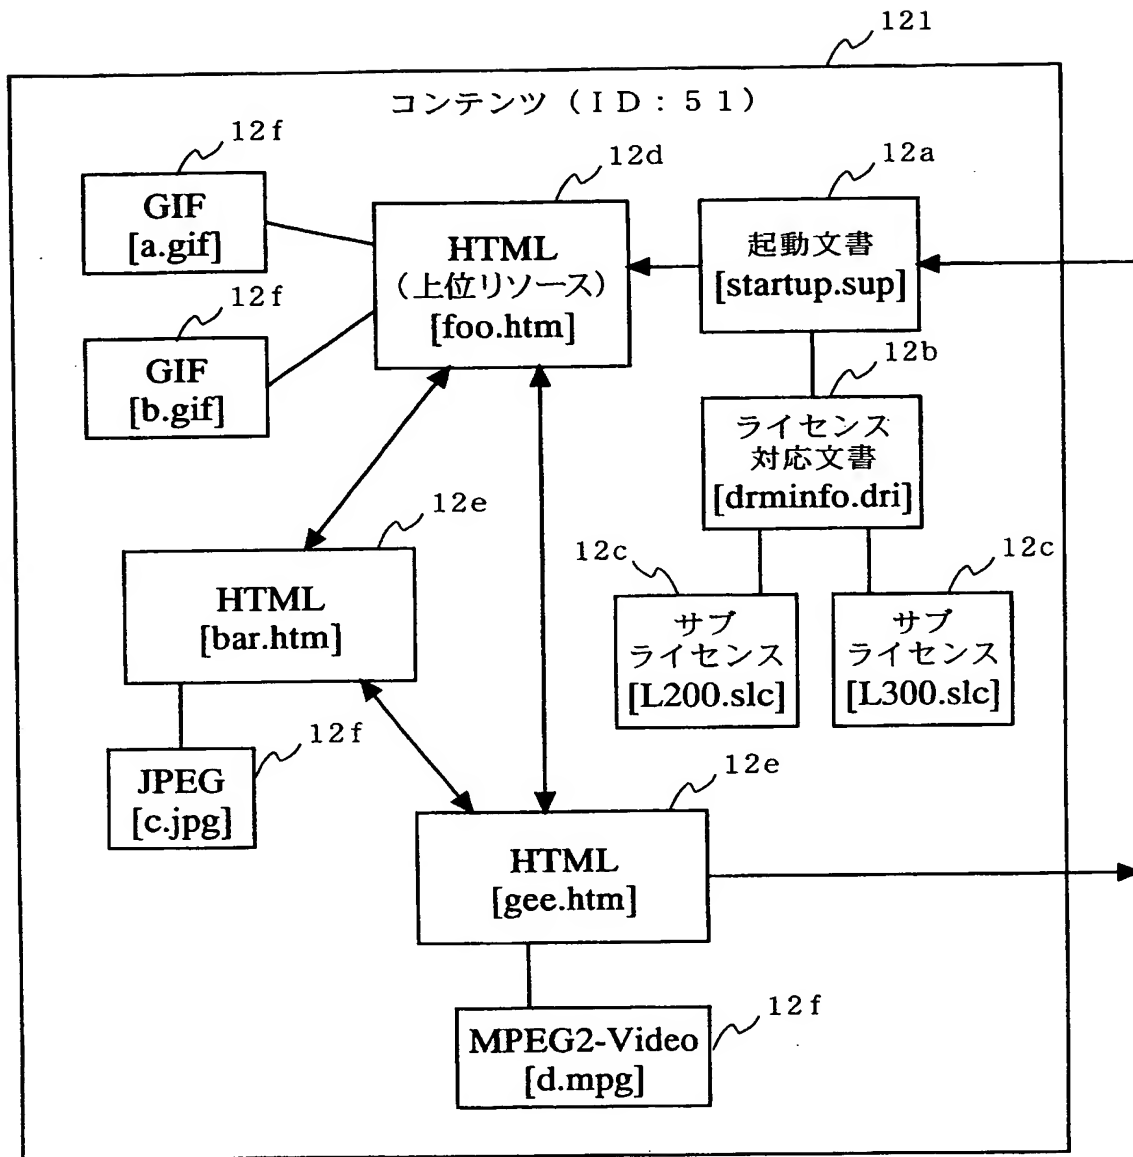 121
コンテンツ（ＩＤ：５１）
12f
GIF
[a.gif]
12d
HTML
（上位リソース）
[foo.htm]
12a
起動文書
[startup.sup]
12f
GIF
[b.gif]
12b
ライセンス
対応文書
[drminfo.dri]
12e
HTML
[bar.htm]
12c
サブ
ライセンス
[L200.slc]
12c
サブ
ライセンス
[L300.slc]
12f
JPEG
[c.jpg]
12e
HTML
[gee.htm]
12f
MPEG2-Video
[d.mpg]